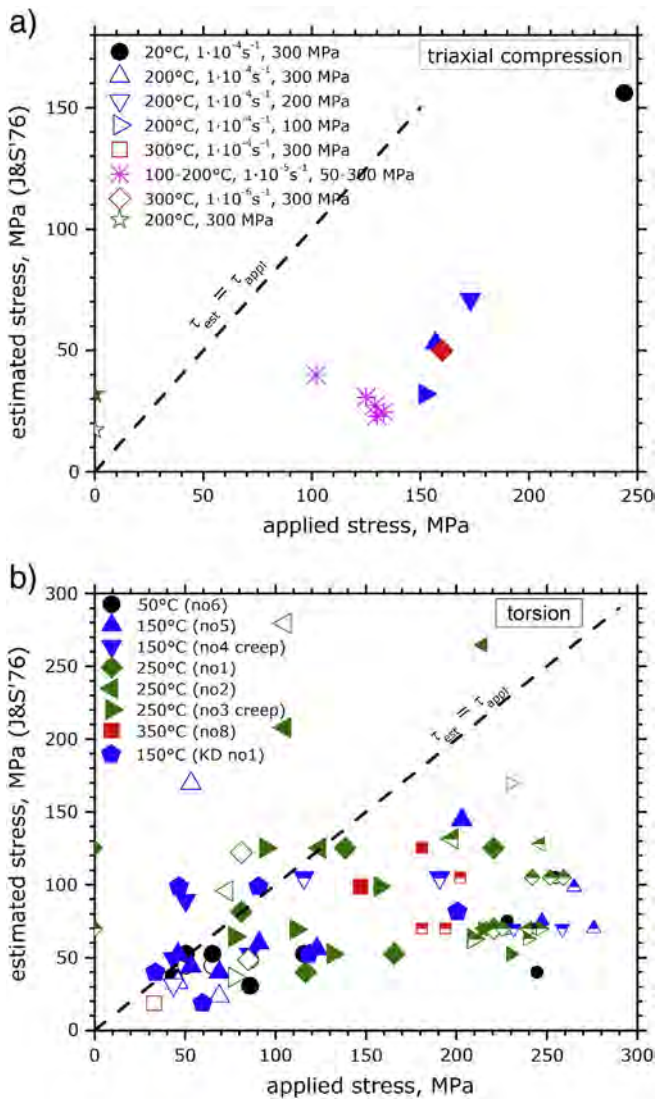 a)
triaxial compression
20°C, 1·10⁻⁴s⁻¹, 300 MPa
200°C, 1·10⁻⁴s⁻¹, 300 MPa
200°C, 1·10⁻⁴s⁻¹, 200 MPa
200°C, 1·10⁻⁴s⁻¹, 100 MPa
300°C, 1·10⁻⁴s⁻¹, 300 MPa
100-200°C, 1·10⁻⁵s⁻¹, 50-300 MPa
300°C, 1·10⁻⁶s⁻¹, 300 MPa
200°C, 300 MPa
τest = τappl
estimated stress, MPa (J&S'76)
150
100
50
0
0 50 100 150 200 250
applied stress, MPa
b)
torsion
50°C (no6)
150°C (no5)
150°C (no4 creep)
250°C (no1)
250°C (no2)
250°C (no3 creep)
350°C (no8)
150°C (KD no1)
τest = τappl
estimated stress, MPa (J&S'76)
300
250
200
150
100
50
0
0 50 100 150 200 250 300
applied stress, MPa